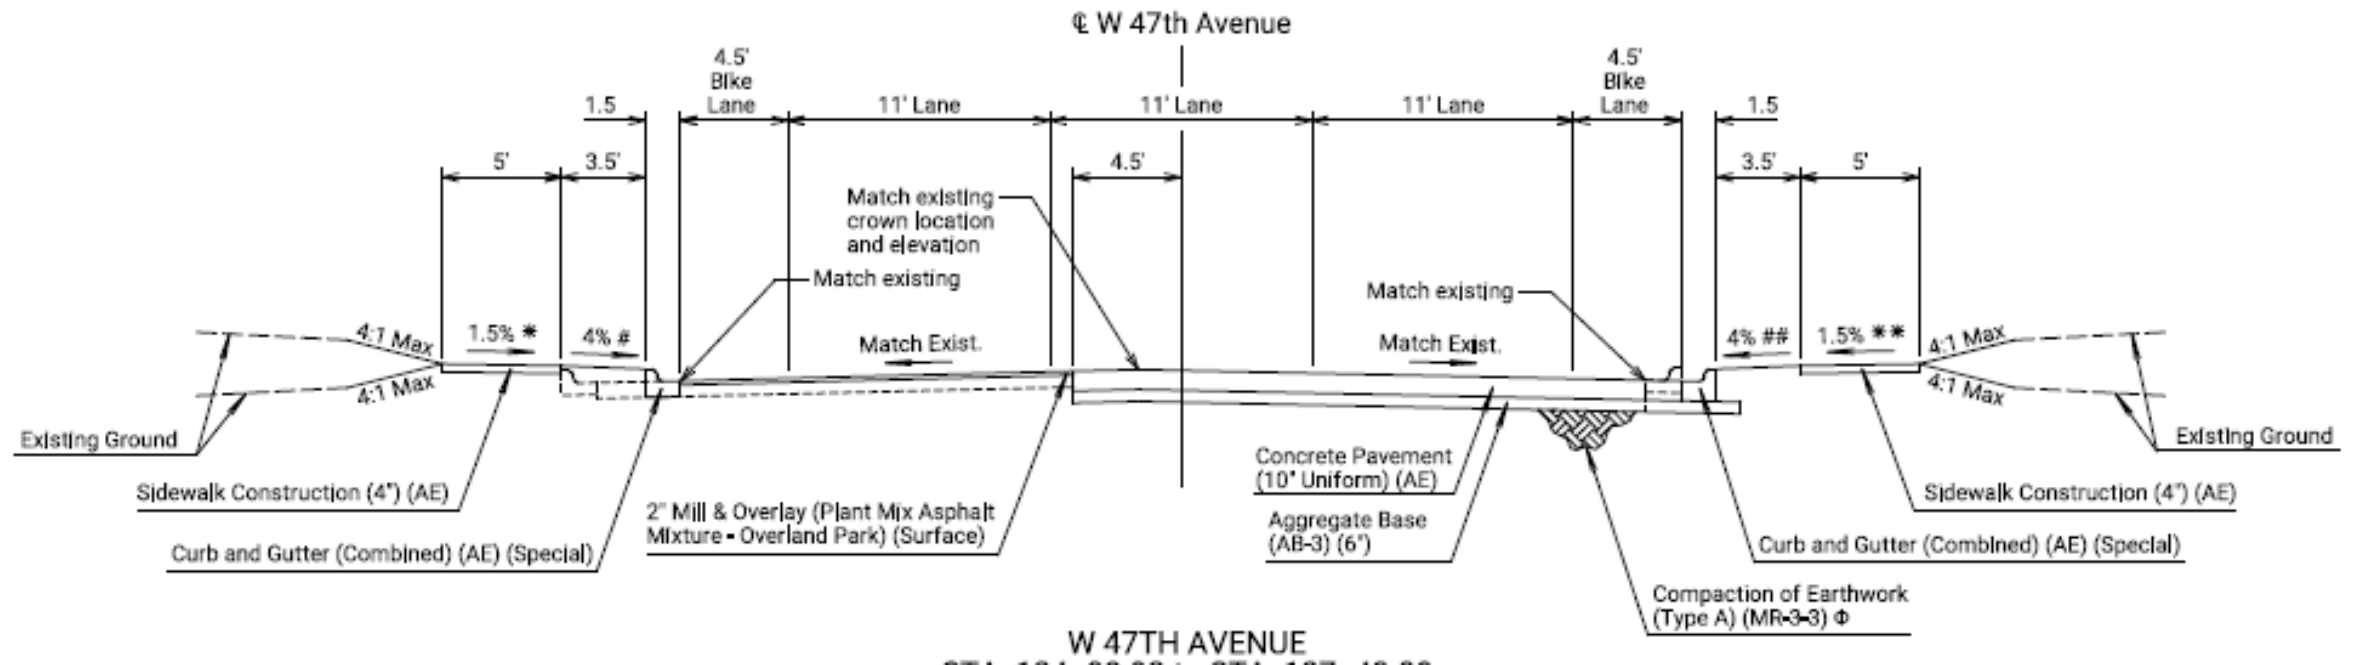 ℄ W 47th Avenue
4.5'
Bike
Lane
4.5'
Bike
Lane
1.5
11' Lane
11' Lane
11' Lane
1.5
5'
3.5'
4.5'
3.5'
5'
Match existing
crown location
and elevation
Match existing
Match existing
4:1 Max
1.5% *
4% #
Match Exist.
Match Exist.
4% ##
1.5% **
4:1 Max
4:1 Max
4:1 Max
Existing Ground
Existing Ground
Sidewalk Construction (4") (AE)
Sidewalk Construction (4") (AE)
Concrete Pavement
(10" Uniform) (AE)
2" Mill & Overlay (Plant Mix Asphalt
Mixture - Overland Park) (Surface)
Aggregate Base
(AB-3) (6")
Curb and Gutter (Combined) (AE) (Special)
Curb and Gutter (Combined) (AE) (Special)
Compaction of Earthwork
(Type A) (MR-3-3) Φ
W 47TH AVENUE